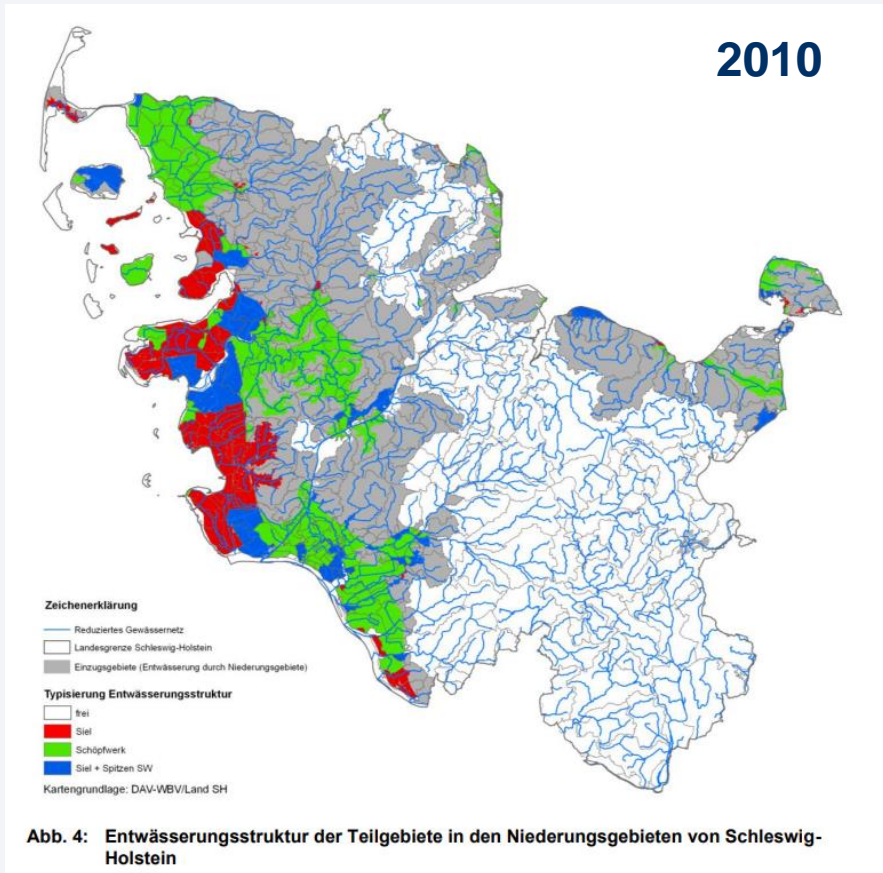 2010
Zeichenerklärung
Reduziertes Gewässernetz
Landesgrenze Schleswig-Holstein
Einzugsgebiete (Entwässerung durch Niederungsgebiete)
Typisierung Entwässerungsstruktur
frei
Siel
Schöpfwerk
Siel + Spitzen SW
Kartengrundlage: DAV-WBV/Land SH
Abb. 4: Entwässerungsstruktur der Teilgebiete in den Niederungsgebieten von Schleswig-
Holstein